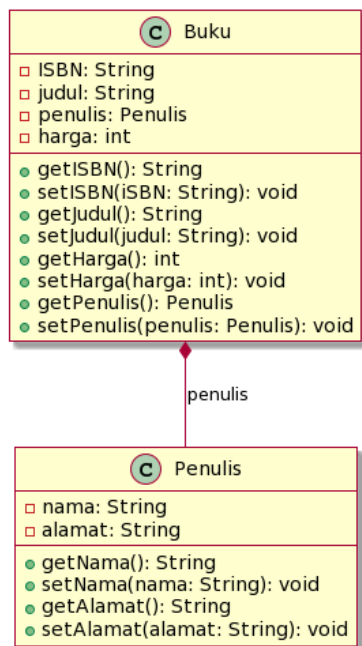 C Buku
ISBN: String
judul: String
penulis: Penulis
harga: int
getISBN(): String
setISBN(iSBN: String): void
getJudul(): String
setJudul(judul: String): void
getHarga(): int
setHarga(harga: int): void
getPenulis(): Penulis
setPenulis(penulis: Penulis): void
penulis
C Penulis
nama: String
alamat: String
getNama(): String
setNama(nama: String): void
getAlamat(): String
setAlamat(alamat: String): void